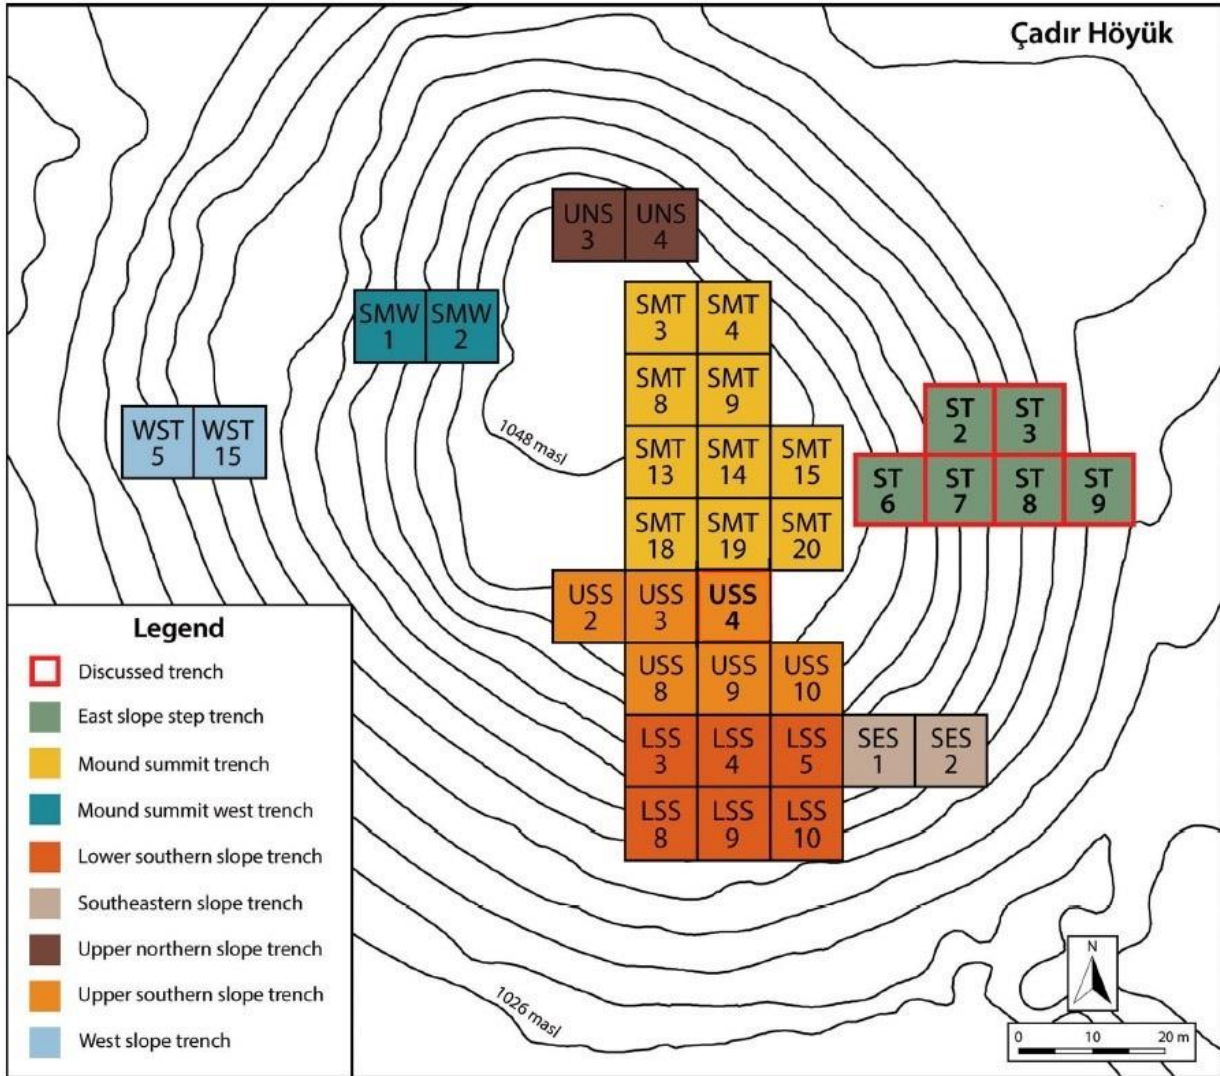 Çadır Höyük
UNS 3
UNS 4
SMW 1
SMW 2
SMT 3
SMT 4
SMT 8
SMT 9
ST 2
ST 3
WST 5
WST 15
1048 masl
SMT 13
SMT 14
SMT 15
ST 6
ST 7
ST 8
ST 9
SMT 18
SMT 19
SMT 20
USS 2
USS 3
USS 4
USS 8
USS 9
USS 10
LSS 3
LSS 4
LSS 5
SES 1
SES 2
LSS 8
LSS 9
LSS 10
Legend
Discussed trench
East slope step trench
Mound summit trench
Mound summit west trench
Lower southern slope trench
Southeastern slope trench
Upper northern slope trench
Upper southern slope trench
West slope trench
1026 masl
N
0 10 20 m